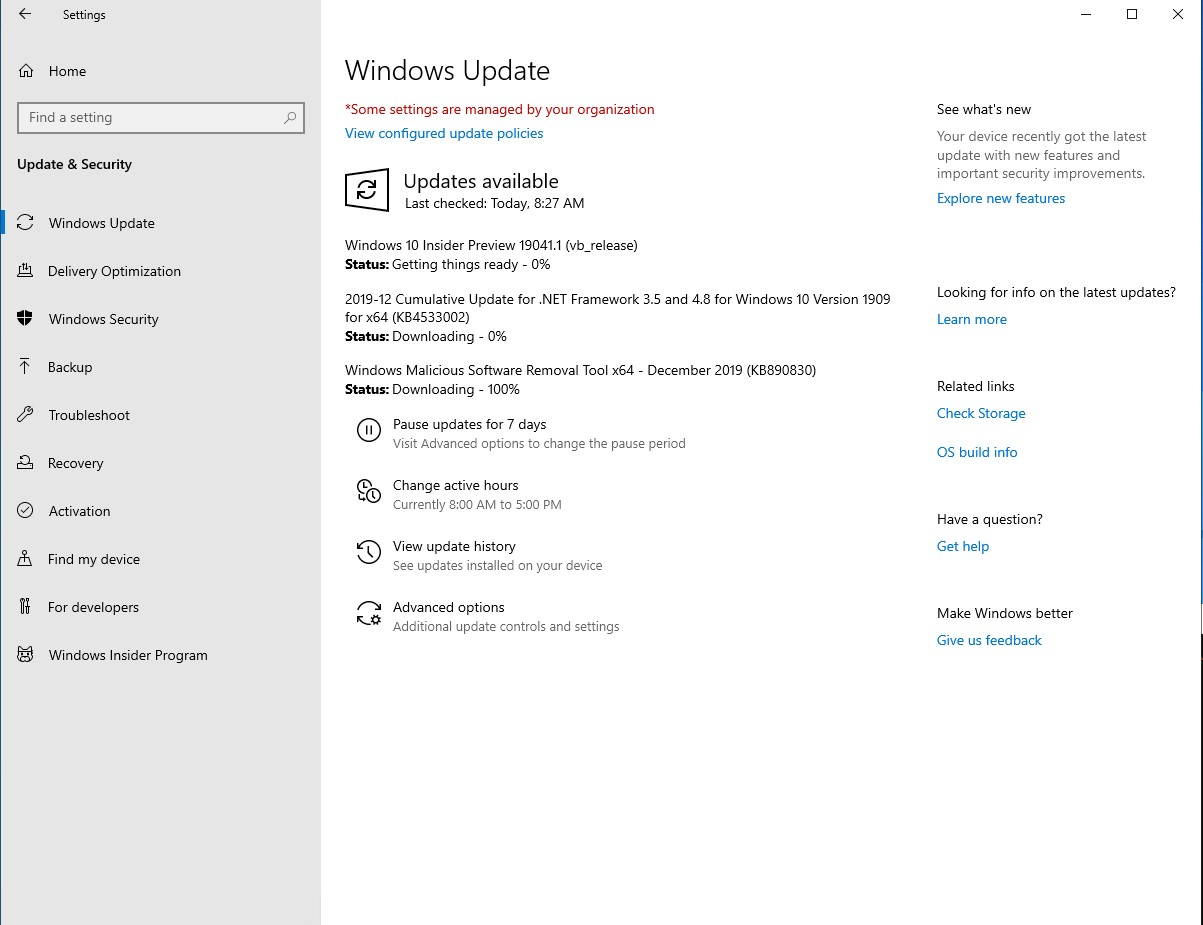 Settings
Home
Find a setting
Update & Security
Windows Update
Delivery Optimization
Windows Security
Backup
Troubleshoot
Recovery
Activation
Find my device
For developers
Windows Insider Program
Windows Update
*Some settings are managed by your organization
View configured update policies
Updates available
Last checked: Today, 8:27 AM
Windows 10 Insider Preview 19041.1 (vb_release)
Status: Getting things ready - 0%
2019-12 Cumulative Update for .NET Framework 3.5 and 4.8 for Windows 10 Version 1909
for x64 (KB4533002)
Status: Downloading - 0%
Windows Malicious Software Removal Tool x64 - December 2019 (KB890830)
Status: Downloading - 100%
Pause updates for 7 days
Visit Advanced options to change the pause period
Change active hours
Currently 8:00 AM to 5:00 PM
View update history
See updates installed on your device
Advanced options
Additional update controls and settings
See what's new
Your device recently got the latest
update with new features and
important security improvements.
Explore new features
Looking for info on the latest updates?
Learn more
Related links
Check Storage
OS build info
Have a question?
Get help
Make Windows better
Give us feedback